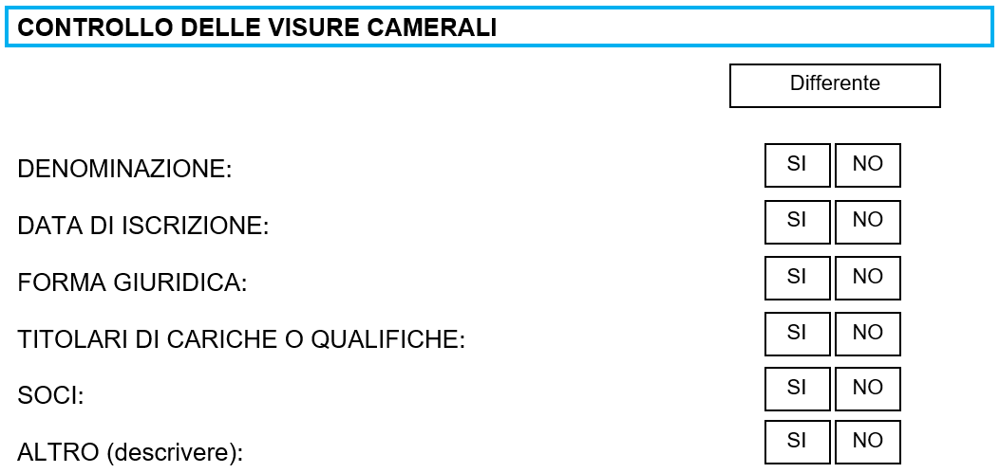 CONTROLLO DELLE VISURE CAMERALI
Differente
DENOMINAZIONE: SI NO
DATA DI ISCRIZIONE: SI NO
FORMA GIURIDICA: SI NO
TITOLARI DI CARICHE O QUALIFICHE: SI NO
SOCI: SI NO
ALTRO (descrivere): SI NO